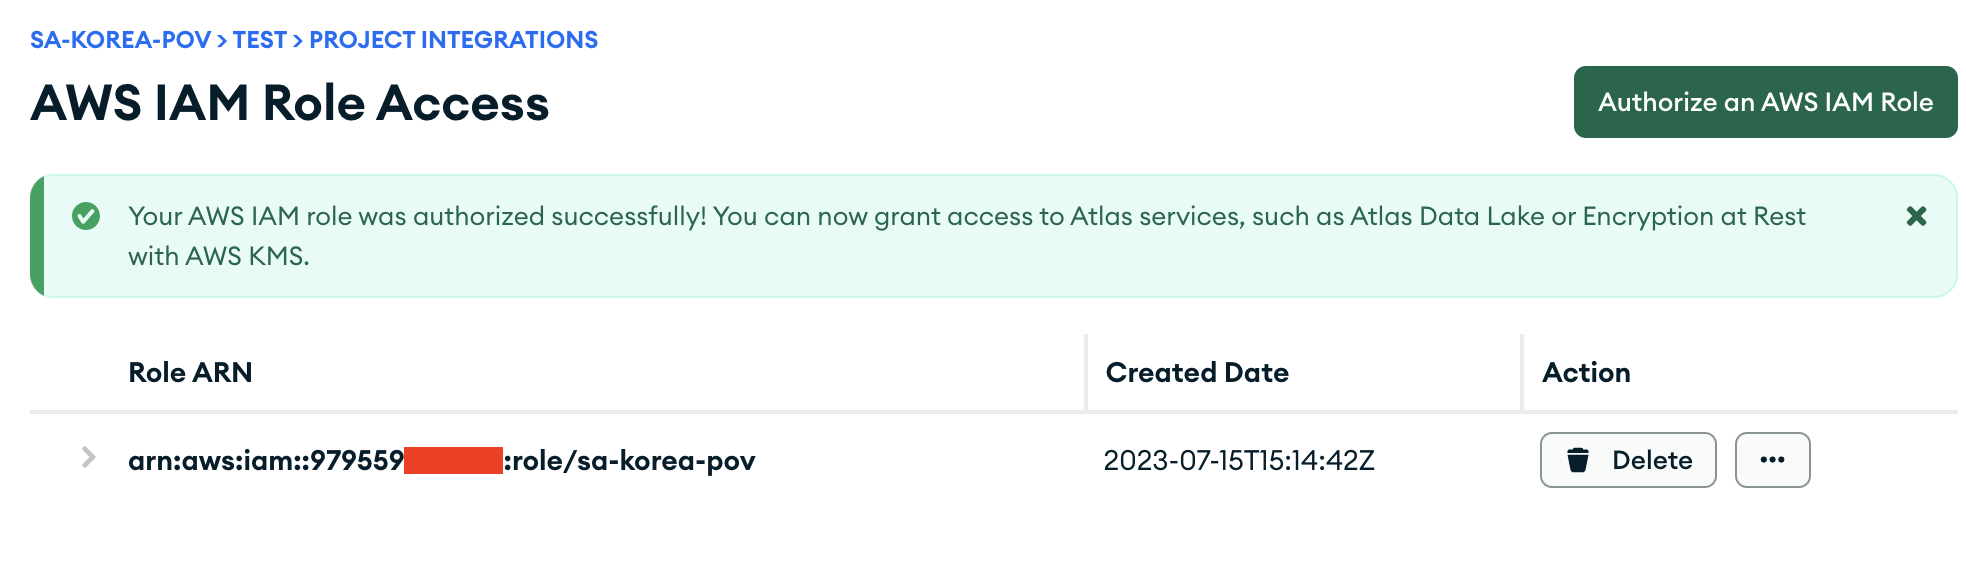 SA-KOREA-POV > TEST > PROJECT INTEGRATIONS
AWS IAM Role Access
Authorize an AWS IAM Role
Your AWS IAM role was authorized successfully! You can now grant access to Atlas services, such as Atlas Data Lake or Encryption at Rest
with AWS KMS.
Role ARN Created Date Action
arn:aws:iam::979559 :role/sa-korea-pov 2023-07-15T15:14:42Z Delete ...